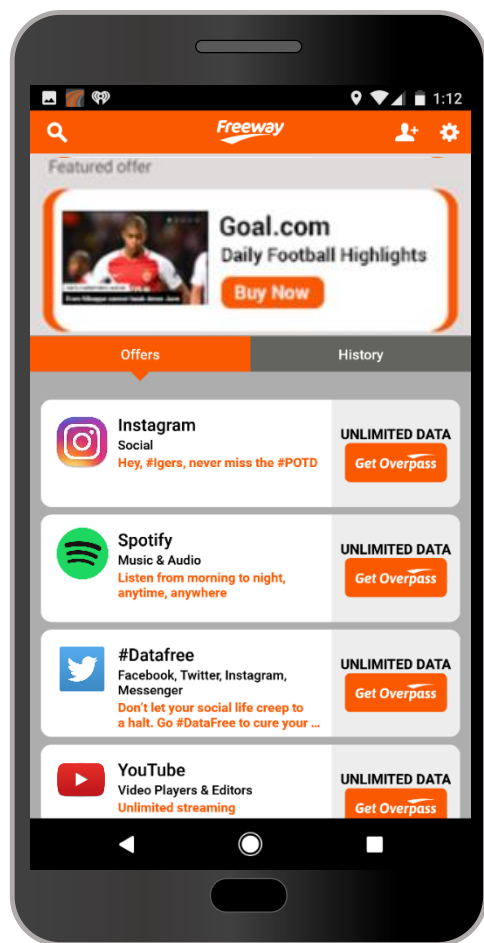 1:12
Freeway
Featured offer
Goal.com
Daily Football Highlights
Buy Now
Offers
History
Instagram
Social
Hey, #Igers, never miss the #POTD
UNLIMITED DATA
Get Overpass
Spotify
Music & Audio
Listen from morning to night,
anytime, anywhere
UNLIMITED DATA
Get Overpass
#Datafree
Facebook, Twitter, Instagram,
Messenger
Don't let your social life creep to
a halt. Go #DataFree to cure your ...
UNLIMITED DATA
Get Overpass
YouTube
Video Players & Editors
Unlimited streaming
UNLIMITED DATA
Get Overpass